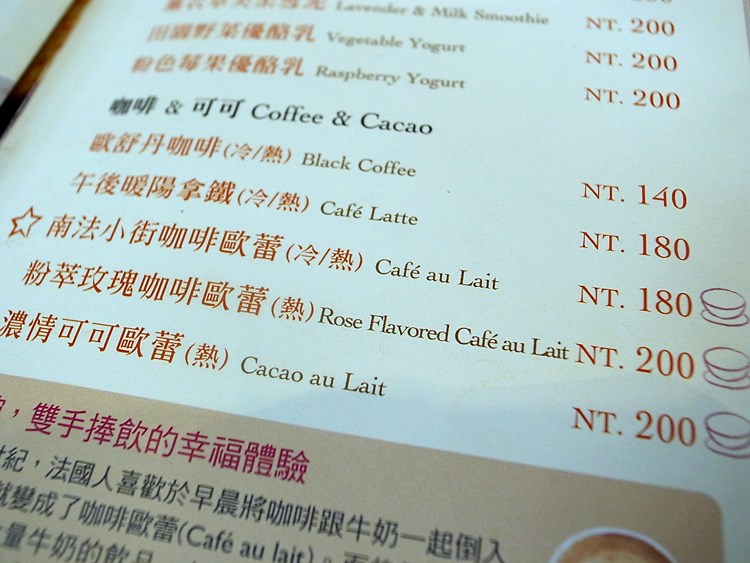 200
Lavender & Milk Smoothie NT. 200
田園野菜優酪乳 Vegetable Yogurt NT. 200
粉色莓果優酪乳 Raspberry Yogurt NT. 200
咖啡 & 可可 Coffee & Cacao
歐舒丹咖啡(冷/熱) Black Coffee NT. 140
午後暖陽拿鐵(冷/熱) Café Latte NT. 180
南法小街咖啡歐蕾(冷/熱) Café au Lait NT. 180
粉萃玫瑰咖啡歐蕾(熱) Rose Flavored Café au Lait NT. 200
濃情可可歐蕾(熱) Cacao au Lait NT. 200
，雙手捧飲的幸福體驗
世紀，法國人喜歡於早晨將咖啡跟牛奶一起倒入
就變成了咖啡歐蕾(Café au lait)。
量牛奶的飲品